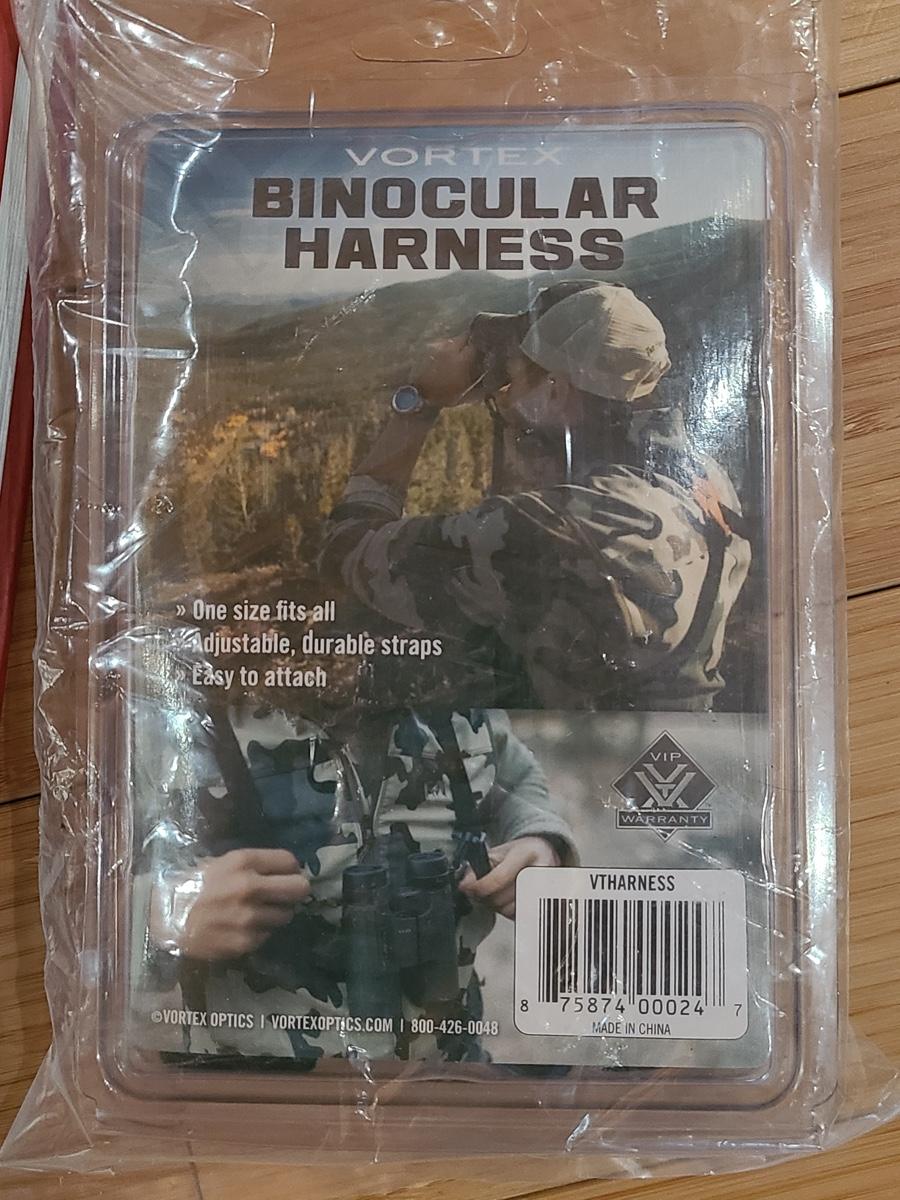 VORTEX
BINOCULAR
HARNESS
» One size fits all
» Adjustable, durable straps
» Easy to attach
VIP
WARRANTY
VTHARNESS
8 75874 00024 7
MADE IN CHINA
©VORTEX OPTICS | VORTEXOPTICS.COM | 800-426-0048